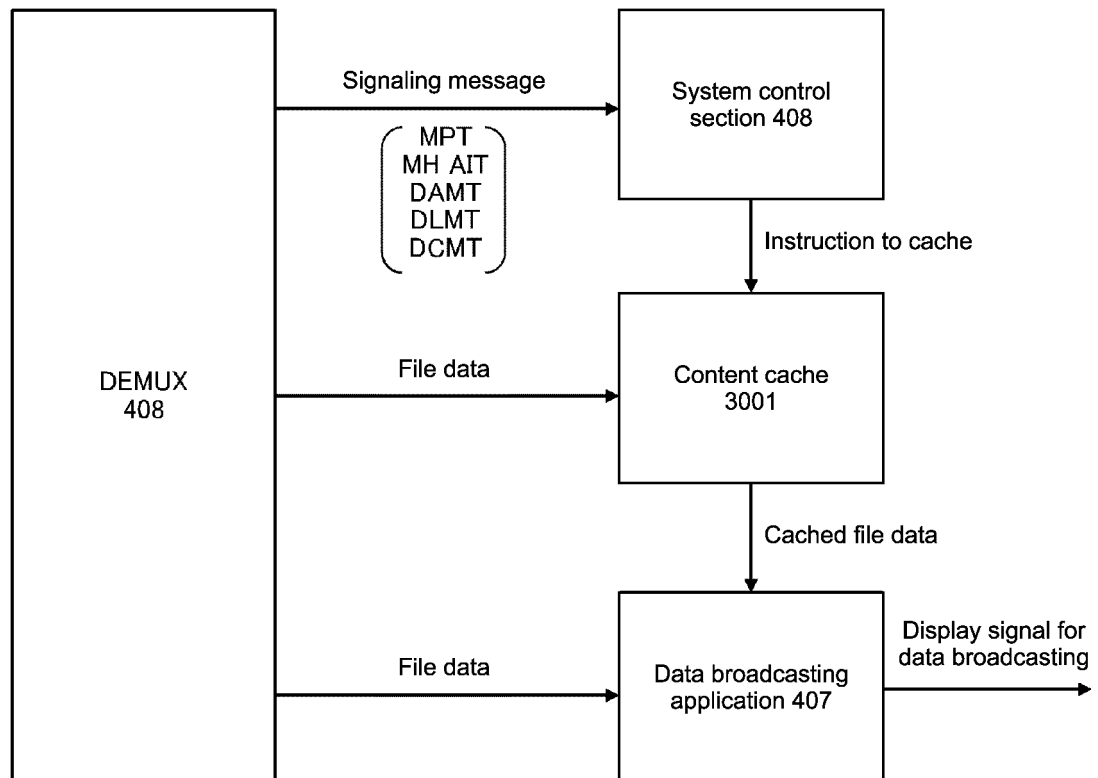 Signaling message
MPT
MH AIT
DAMT
DLMT
DCMT
System control
section 408
Instruction to cache
DEMUX
408
File data
Content cache
3001
Cached file data
File data
Data broadcasting
application 407
Display signal for
data broadcasting